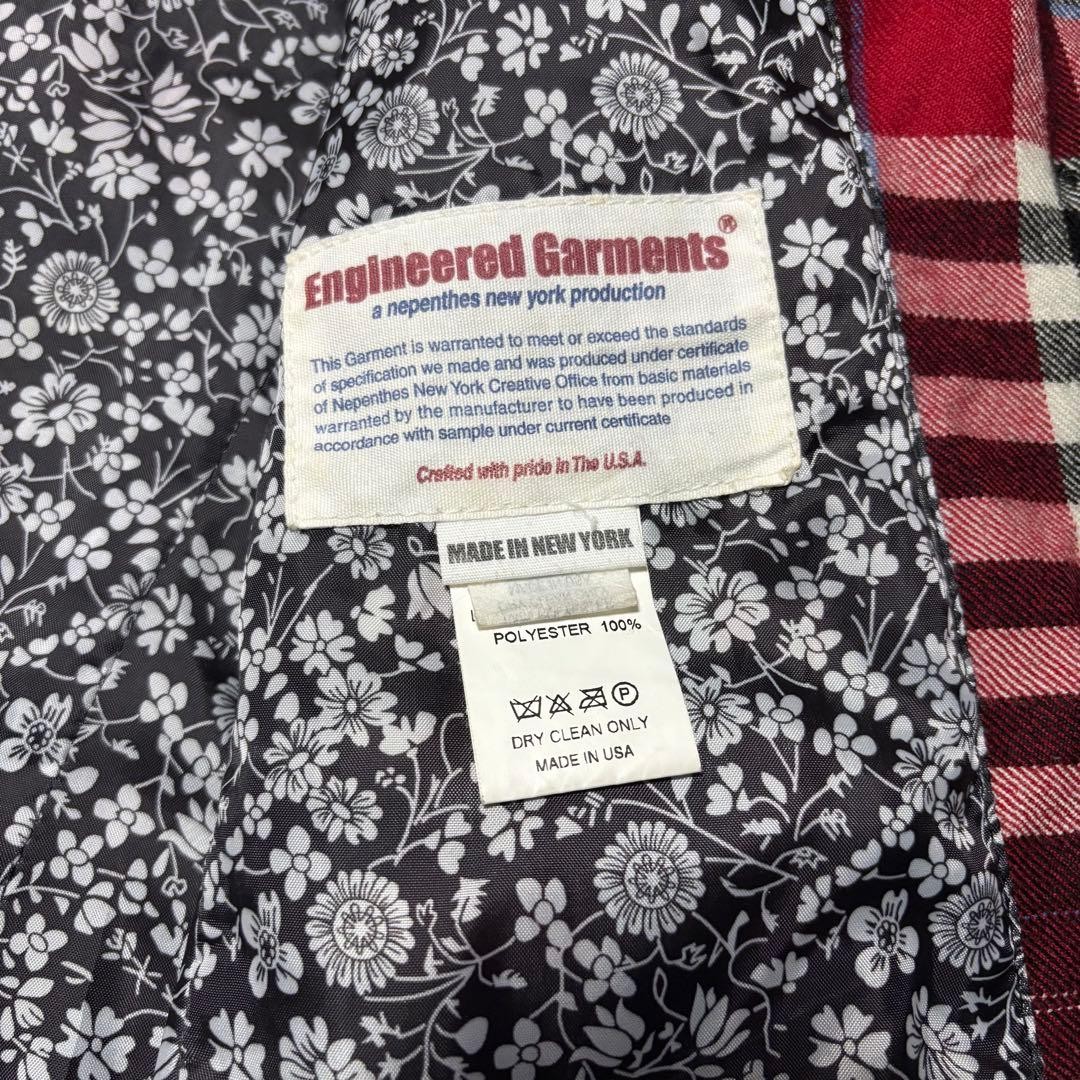 Engineered Garments®
a nepenthes new york production
This Garment is warranted to meet or exceed the standards
of specification we made and was produced under certificate
of Nepenthes New York Creative Office from basic materials
warranted by the manufacturer to have been produced in
accordance with sample under current certificate
Crafted with pride in The U.S.A.
MADE IN NEW YORK
POLYESTER 100%
P
DRY CLEAN ONLY
MADE IN USA